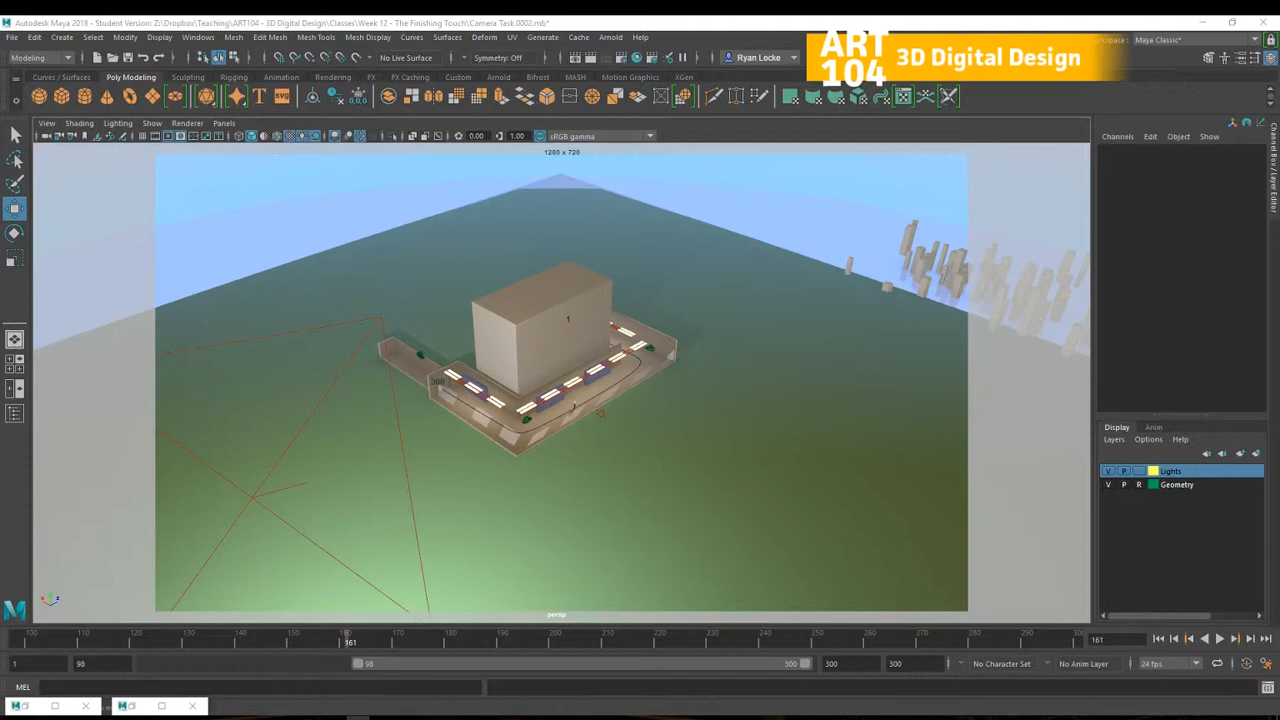 Autodesk Maya 2018 - Student Version: Z:\Dropbox\Teaching\ART104 - 3D Digital Design\Classes\Week 12 - The Finishing Touch\Camera Task.0002.mb*
File Edit Create Select Modify Display Windows Mesh Edit Mesh Mesh Tools Mesh Display Curves Surfaces Deform UV Generate Cache Arnold Help
Workspace: Maya Classic*
ART 104
3D Digital Design
Modeling No Live Surface Symmetry: Off Ryan Locke
Curves / Surfaces Poly Modeling Sculpting Rigging Animation Rendering FX FX Caching Custom Arnold Bifrost MASH Motion Graphics XGen
View Shading Lighting Show Renderer Panels
0.00 1.00 sRGB gamma
Channels Edit Object Show
Channel Box / Layer Editor
1280 x 720
1
300
persp
Display Anim
Layers Options Help
V P Lights
V P R Geometry
100 120 130 140 150 161 170 180 190 200 210 220 230 240 250 260 270 280 290 161
1 98 98 300 300 300 No Character Set No Anim Layer 24 fps
MEL